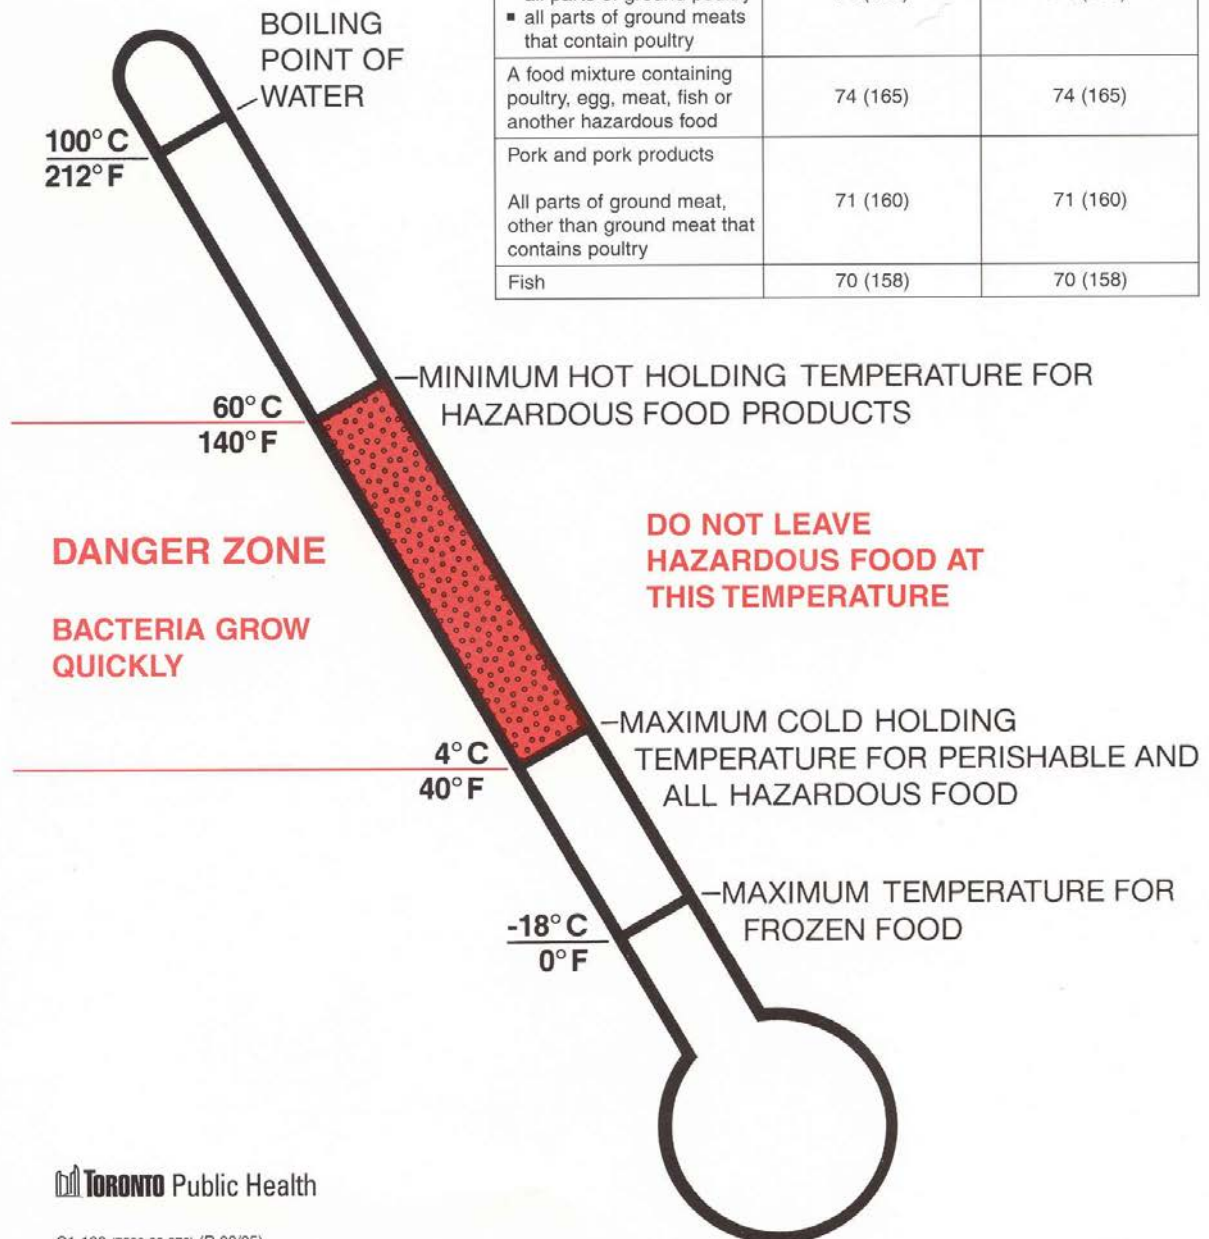 ■ all parts of ground meats
that contain poultry
A food mixture containing
poultry, egg, meat, fish or
another hazardous food
74 (165)
74 (165)
Pork and pork products
All parts of ground meat,
other than ground meat that
contains poultry
71 (160)
71 (160)
Fish
70 (158)
70 (158)
BOILING
POINT OF
WATER
100° C
212° F
MINIMUM HOT HOLDING TEMPERATURE FOR
HAZARDOUS FOOD PRODUCTS
60° C
140° F
DANGER ZONE
BACTERIA GROW
QUICKLY
DO NOT LEAVE
HAZARDOUS FOOD AT
THIS TEMPERATURE
MAXIMUM COLD HOLDING
TEMPERATURE FOR PERISHABLE AND
ALL HAZARDOUS FOOD
4° C
40° F
MAXIMUM TEMPERATURE FOR
FROZEN FOOD
-18° C
0° F
TORONTO Public Health